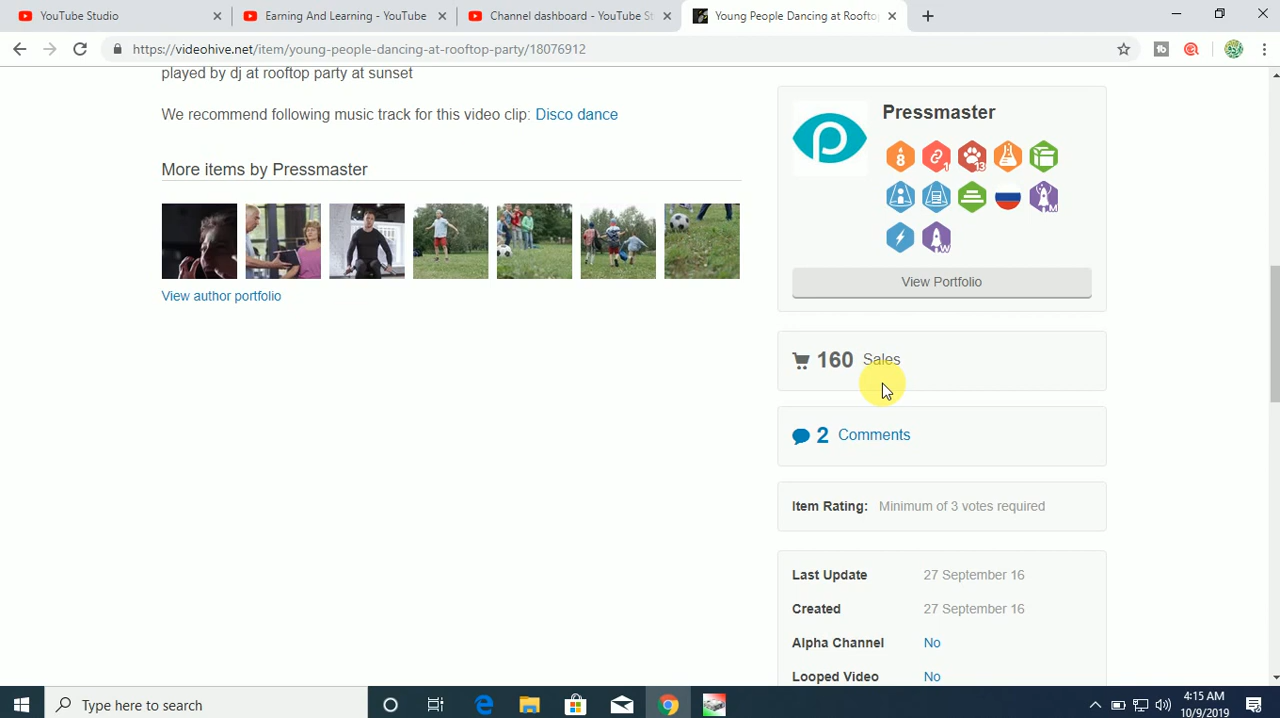 YouTube Studio
Earning And Learning - YouTube
Channel dashboard - YouTube St
Young People Dancing at Rooftop
https://videohive.net/item/young-people-dancing-at-rooftop-party/18076912
played by dj at rooftop party at sunset
We recommend following music track for this video clip: Disco dance
More items by Pressmaster
View author portfolio
Pressmaster
8
13
View Portfolio
160 Sales
2 Comments
Item Rating: Minimum of 3 votes required
Last Update 27 September 16
Created 27 September 16
Alpha Channel No
Looped Video No
Type here to search
4:15 AM
10/9/2019